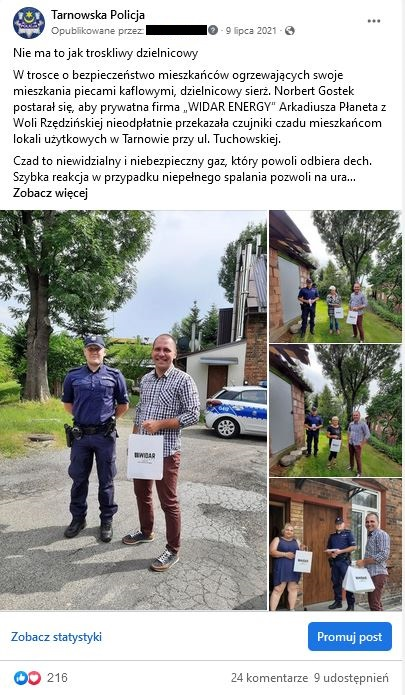 Tarnowska Policja
Opublikowane przez: · 9 lipca 2021 ·
Nie ma to jak troskliwy dzielnicowy
W trosce o bezpieczeństwo mieszkańców ogrzewających swoje
mieszkania piecami kaflowymi, dzielnicowy sierż. Norbert Gostek
postarał się, aby prywatna firma „WIDAR ENERGY” Arkadiusza Płaneta z
Woli Rzędzińskiej nieodpłatnie przekazała czujniki czadu mieszkańcom
lokali użytkowych w Tarnowie przy ul. Tuchowskiej.
Czad to niewidzialny i niebezpieczny gaz, który powoli odbiera dech.
Szybka reakcja w przypadku niepełnego spalania pozwoli na ura...
Zobacz więcej
WIDAR
WIDAR
Zobacz statystyki
Promuj post
216
24 komentarze 9 udostępnień